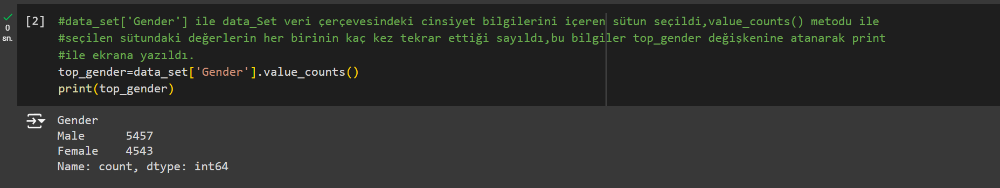 [2] #data_set['Gender'] ile data_Set veri çerçevesindeki cinsiyet bilgilerini içeren sütun seçildi,value_counts() metodu ile
0 #seçilen sütundaki değerlerin her birinin kaç kez tekrar ettiği sayıldı,bu bilgiler top_gender değişkenine atanarak print
sn. #ile ekrana yazıldı.
top_gender=data_set['Gender'].value_counts()
print(top_gender)
Gender
Male 5457
Female 4543
Name: count, dtype: int64